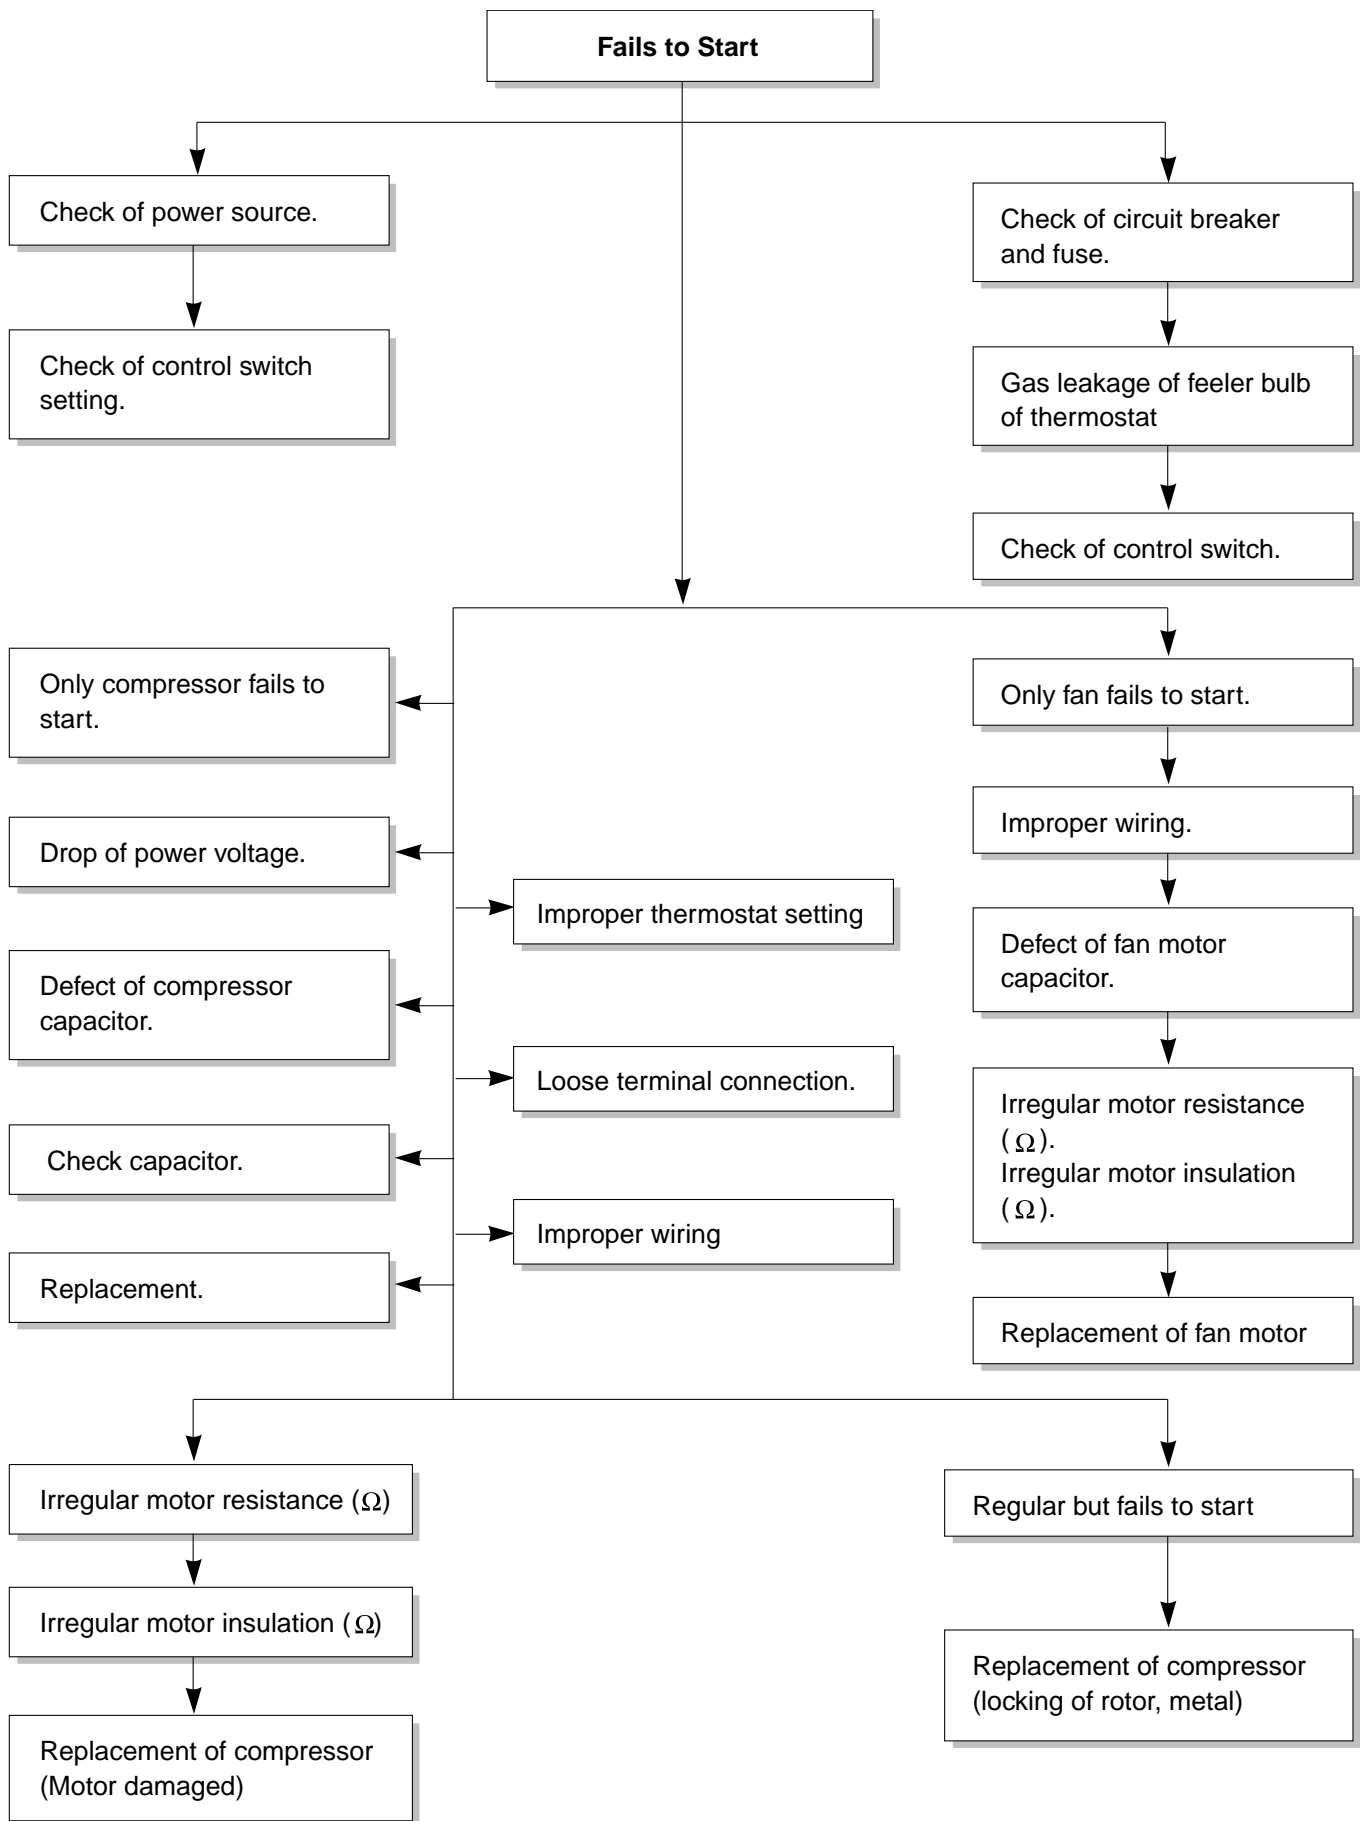 Fails to Start
Check of power source.
Check of circuit breaker
and fuse.
Check of control switch
setting.
Gas leakage of feeler bulb
of thermostat
Check of control switch.
Only compressor fails to
start.
Only fan fails to start.
Drop of power voltage.
Improper wiring.
Improper thermostat setting
Defect of fan motor
capacitor.
Defect of compressor
capacitor.
Loose terminal connection.
Irregular motor resistance
(Ω).
Irregular motor insulation
(Ω).
Check capacitor.
Improper wiring
Replacement.
Replacement of fan motor
Irregular motor resistance (Ω)
Regular but fails to start
Irregular motor insulation (Ω)
Replacement of compressor
(locking of rotor, metal)
Replacement of compressor
(Motor damaged)